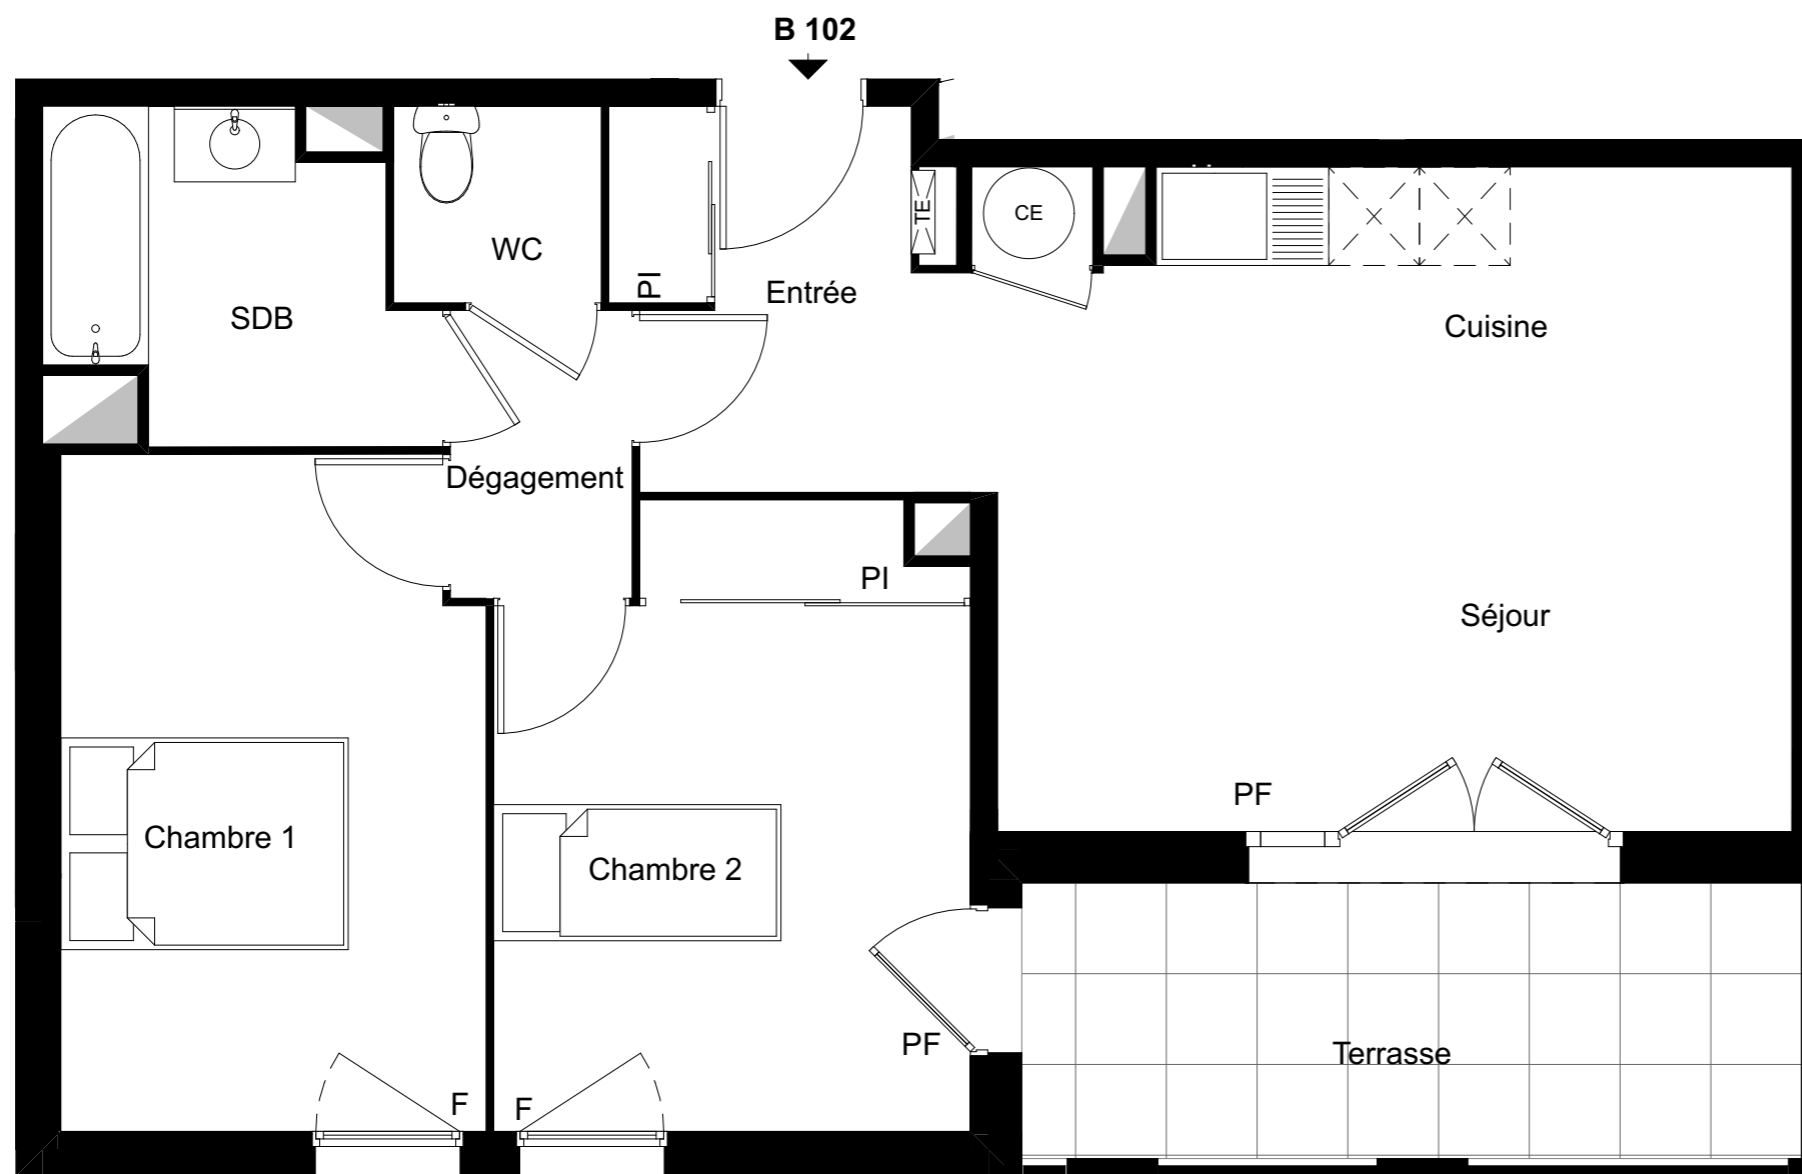 B 102
TE
CE
WC
PI
Entrée
SDB
Cuisine
Dégagement
PI
Séjour
PF
Chambre 1
Chambre 2
PF
Terrasse
F
F